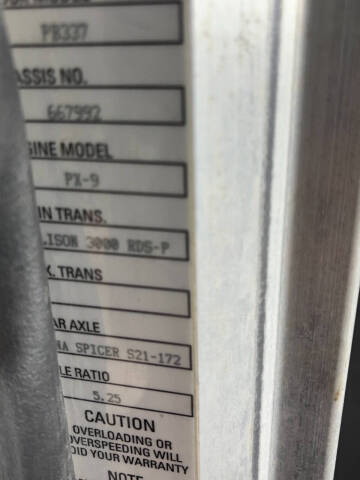 PB337
ASSIS NO.
667992
GINE MODEL
PX-9
IN TRANS.
LISON 3000 RDS-P
X. TRANS
AR AXLE
NA SPICER S21-172
LE RATIO
5.25
CAUTION
OVERLOADING OR
OVERSPEEDING WILL
OID YOUR WARRANTY
NOTE